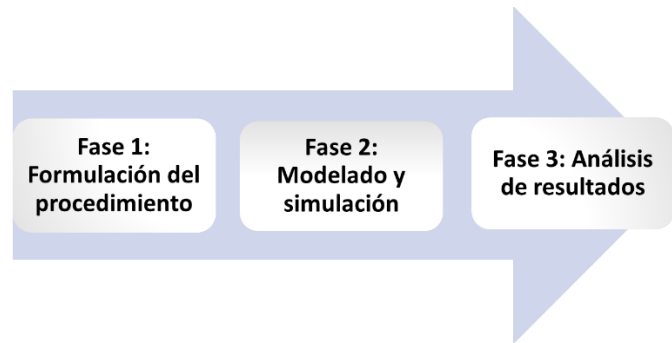 Fase 1:
Formulación del
procedimiento
Fase 2:
Modelado y
simulación
Fase 3: Análisis
de resultados